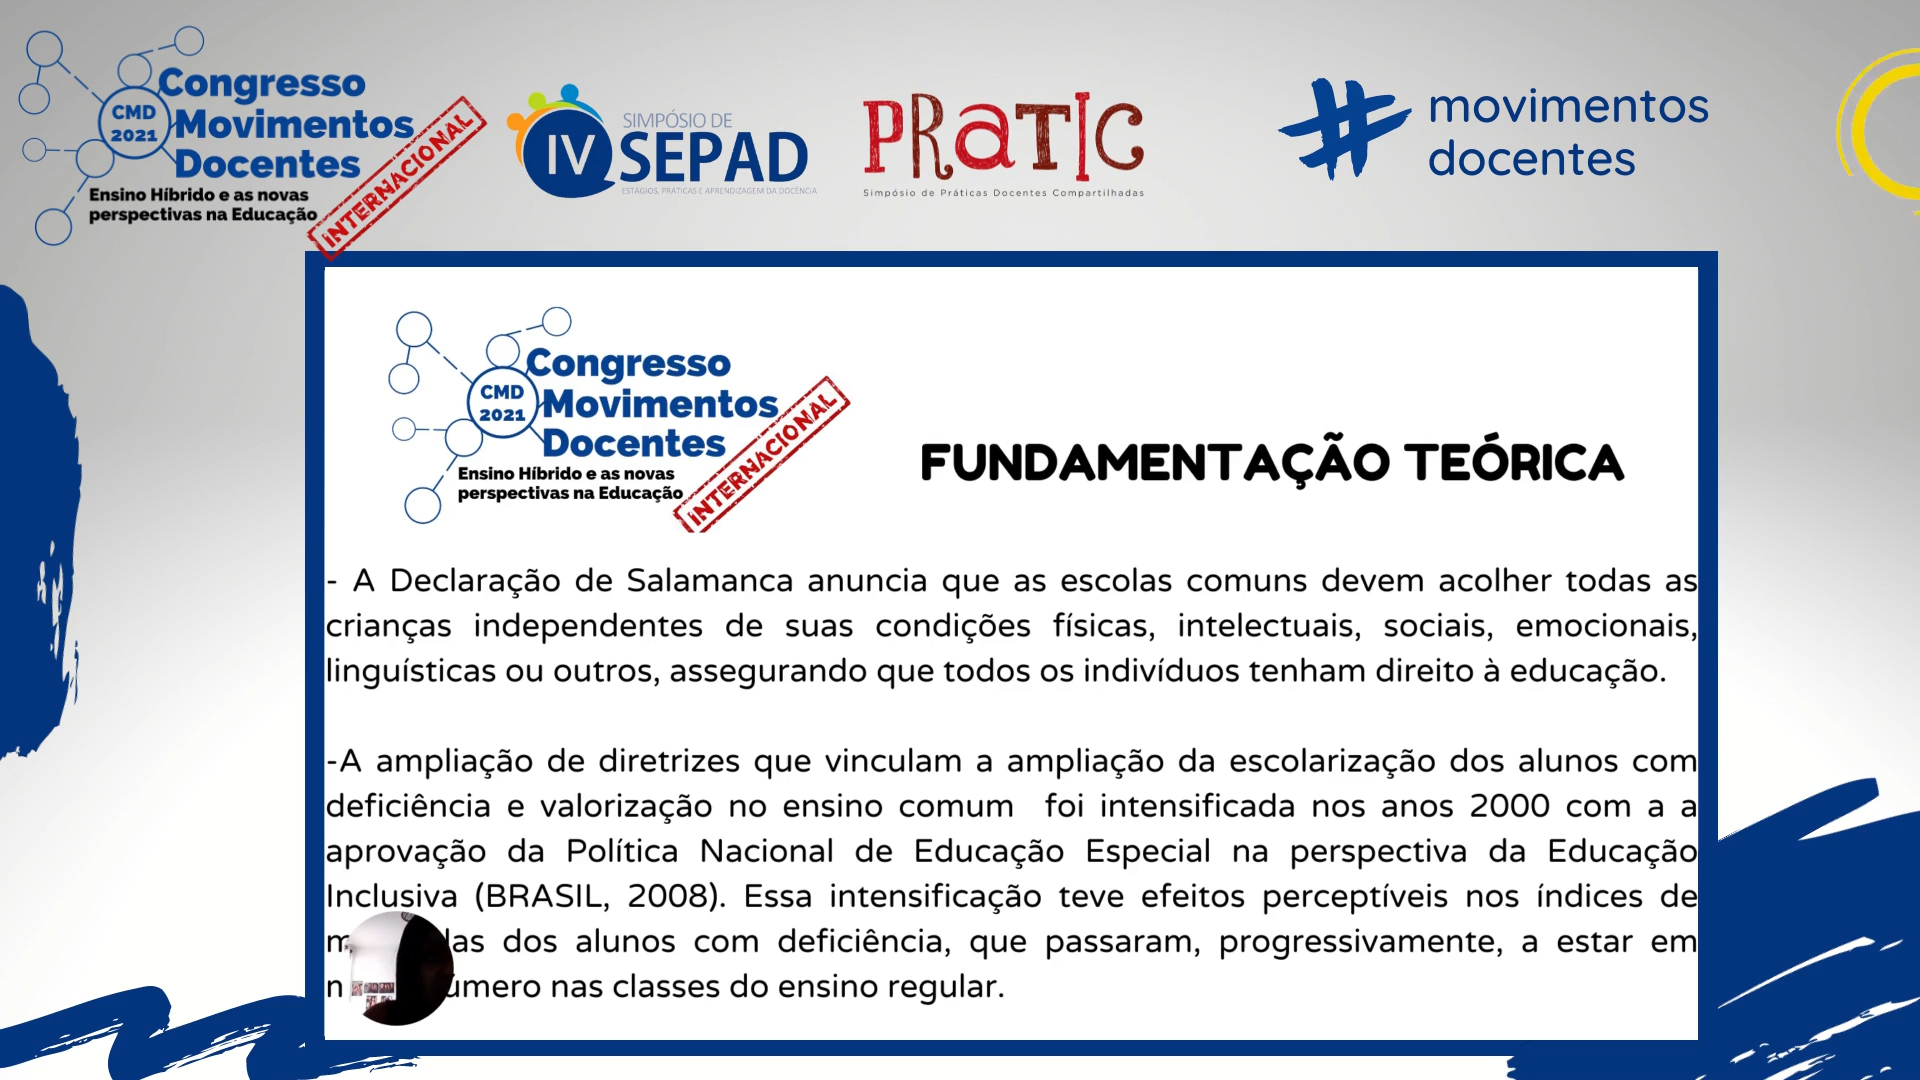 Congresso
CMD
2021
Movimentos
Docentes
Ensino Híbrido e as novas
perspectivas na Educação
INTERNACIONAL
IV
SIMPÓSIO DE
SEPAD
ESTÁGIOS, PRÁTICAS E APRENDIZAGEM DA DOCÊNCIA
PRATIC
Simpósio de Práticas Docentes Compartilhadas
# movimentos
docentes
Congresso
CMD
2021
Movimentos
Docentes
Ensino Híbrido e as novas
perspectivas na Educação
INTERNACIONAL
FUNDAMENTAÇÃO TEÓRICA
- A Declaração de Salamanca anuncia que as escolas comuns devem acolher todas as
crianças independentes de suas condições físicas, intelectuais, sociais, emocionais,
linguísticas ou outros, assegurando que todos os indivíduos tenham direito à educação.
-A ampliação de diretrizes que vinculam a ampliação da escolarização dos alunos com
deficiência e valorização no ensino comum foi intensificada nos anos 2000 com a a
aprovação da Política Nacional de Educação Especial na perspectiva da Educação
Inclusiva (BRASIL, 2008). Essa intensificação teve efeitos perceptíveis nos índices de
dos alunos com deficiência, que passaram, progressivamente, a estar em
número nas classes do ensino regular.